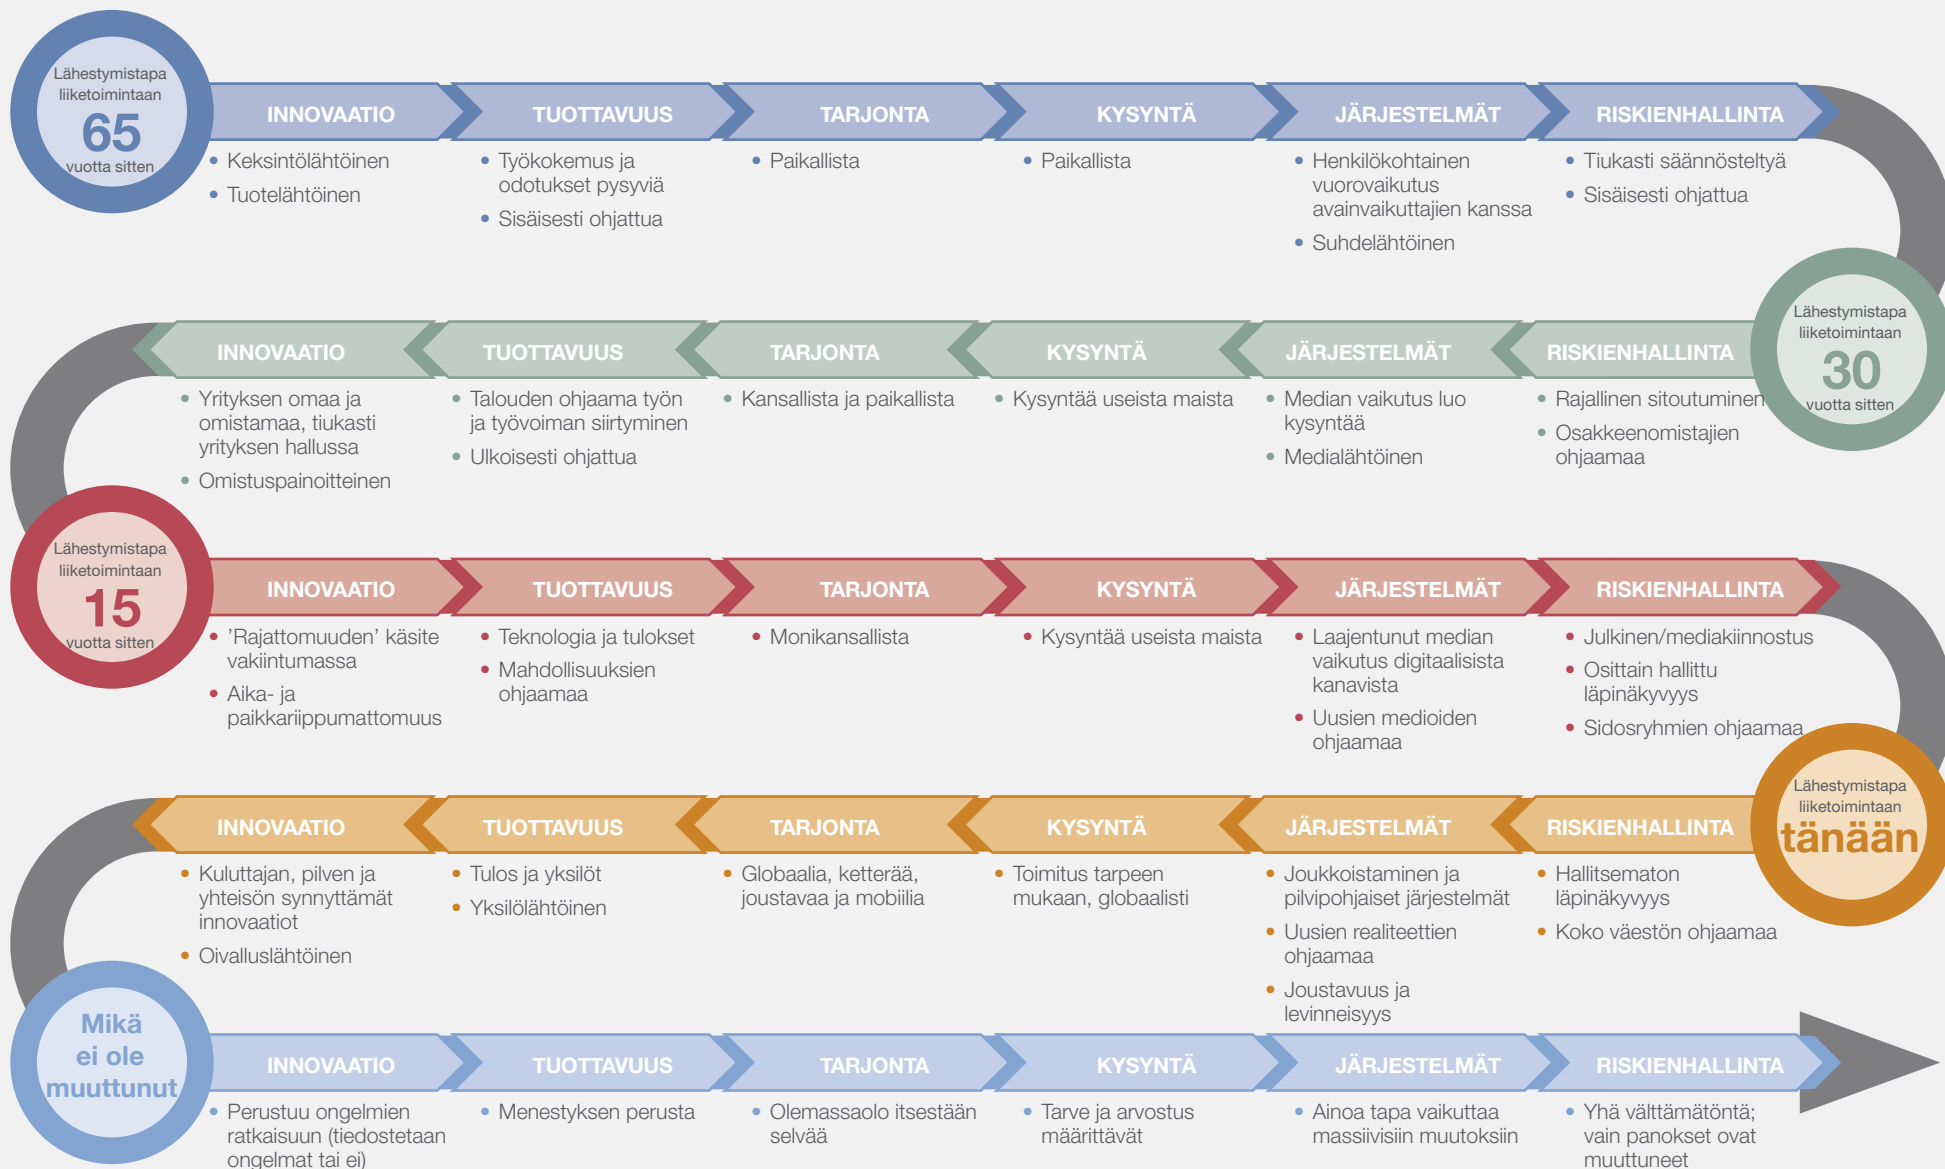 Lähestymistapa
liiketoimintaan
65
vuotta sitten
INNOVAATIO
• Keksintölähtöinen
• Tuotelähtöinen
TUOTTAVUUS
• Työkokemus ja
odotukset pysyviä
• Sisäisesti ohjattua
TARJONTA
• Paikallista
KYSYNTÄ
• Paikallista
JÄRJESTELMÄT
• Henkilökohtainen
vuorovaikutus
avainvaikuttajien kanssa
• Suhdelähtöinen
RISKIENHALLINTA
• Tiukasti säännösteltyä
• Sisäisesti ohjattua
Lähestymistapa
liiketoimintaan
30
vuotta sitten
INNOVAATIO
• Yrityksen omaa ja
omistamaa, tiukasti
yrityksen hallussa
• Omistuspainoitteinen
TUOTTAVUUS
• Talouden ohjaama työn
ja työvoiman siirtyminen
• Ulkoisesti ohjattua
TARJONTA
• Kansallista ja paikallista
KYSYNTÄ
• Kysyntää useista maista
JÄRJESTELMÄT
• Median vaikutus luo
kysyntää
• Medialähtöinen
RISKIENHALLINTA
• Rajallinen sitoutuminen
• Osakkeenomistajien
ohjaamaa
Lähestymistapa
liiketoimintaan
15
vuotta sitten
INNOVAATIO
• ’Rajattomuuden’ käsite
vakiintumassa
• Aika- ja
paikkariippumattomuus
TUOTTAVUUS
• Teknologia ja tulokset
• Mahdollisuuksien
ohjaamaa
TARJONTA
• Monikansallista
KYSYNTÄ
• Kysyntää useista maista
JÄRJESTELMÄT
• Laajentunut median
vaikutus digitaalisista
kanavista
• Uusien medioiden
ohjaamaa
RISKIENHALLINTA
• Julkinen/mediakiinnostus
• Osittain hallittu
läpinäkyvyys
• Sidosryhmien ohjaamaa
Lähestymistapa
liiketoimintaan
tänään
INNOVAATIO
• Kuluttajan, pilven ja
yhteisön synnyttämät
innovaatiot
• Oivalluslähtöinen
TUOTTAVUUS
• Tulos ja yksilöt
• Yksilölähtöinen
TARJONTA
• Globaalia, ketterää,
joustavaa ja mobiilia
KYSYNTÄ
• Toimitus tarpeen
mukaan, globaalisti
JÄRJESTELMÄT
• Joukkoistaminen ja
pilvipohjaiset järjestelmät
• Uusien realiteettien
ohjaamaa
• Joustavuus ja
levinneisyys
RISKIENHALLINTA
• Hallitsematon
läpinäkyvyys
• Koko väestön ohjaamaa
Mikä
ei ole
muuttunut
INNOVAATIO
• Perustuu ongelmien
ratkaisuun (tiedostetaan
ongelmat tai ei)
TUOTTAVUUS
• Menestyksen perusta
TARJONTA
• Olemassaolo itsestään
selvää
KYSYNTÄ
• Tarve ja arvostus
määrittävät
JÄRJESTELMÄT
• Ainoa tapa vaikuttaa
massiivisiin muutoksiin
RISKIENHALLINTA
• Yhä välttämätöntä;
vain panokset ovat
muuttuneet